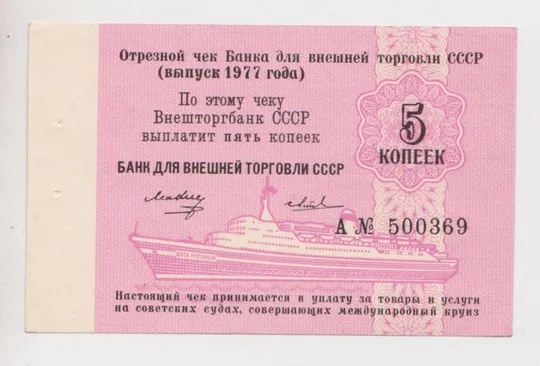 Отрезной чек Банка для внешней торговли СССР
(выпуск 1977 года)
По этому чеку
Внешторгбанк СССР
выплатит пять копеек
5
КОПЕЕК
БАНК ДЛЯ ВНЕШНЕЙ ТОРГОВЛИ СССР
А № 500369
Настоящий чек принимается в уплату за товары и услуги
на советских судах, совершающих международный круиз